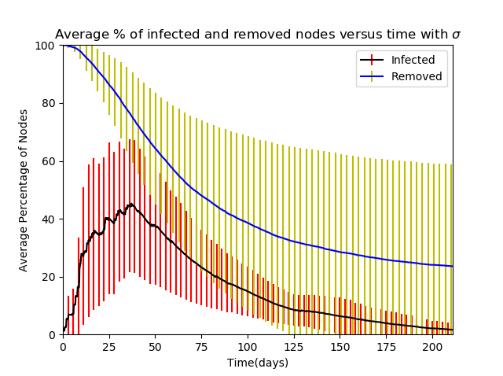 Average % of infected and removed nodes versus time with σ
Average Percentage of Nodes
100
80
60
40
20
0
Infected
Removed
0 25 50 75 100 125 150 175 200
Time(days)